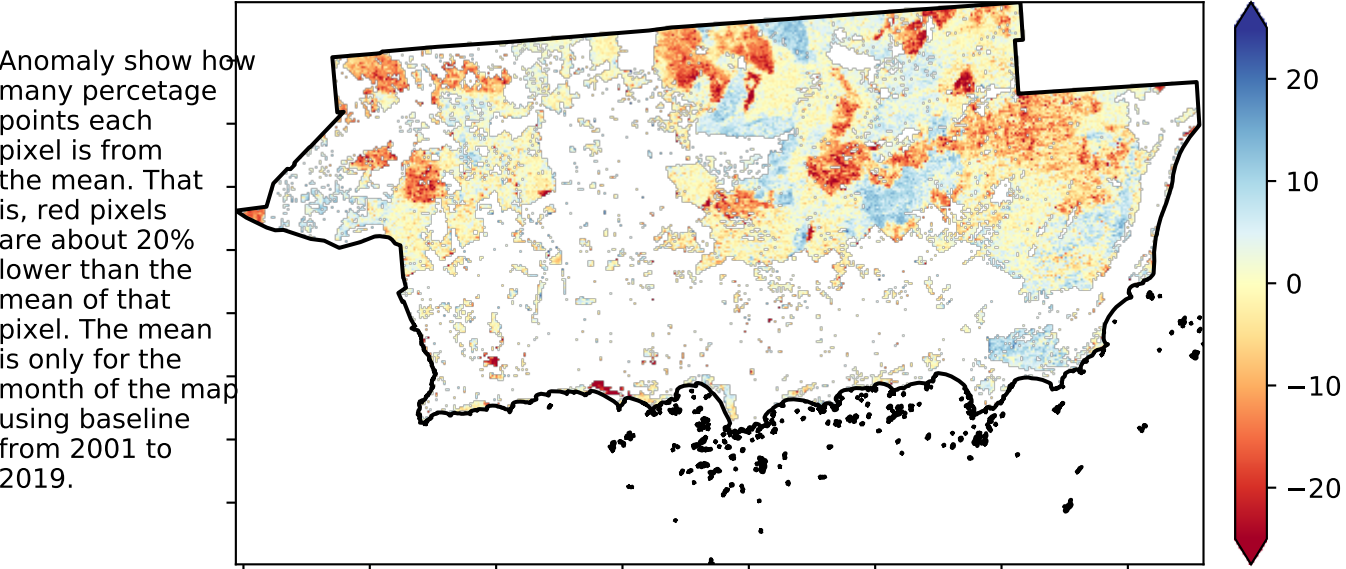 Anomaly show how
many percetage
points each
pixel is from
the mean. That
is, red pixels
are about 20%
lower than the
mean of that
pixel. The mean
is only for the
month of the map
using baseline
from 2001 to
2019.
20
10
0
−10
−20